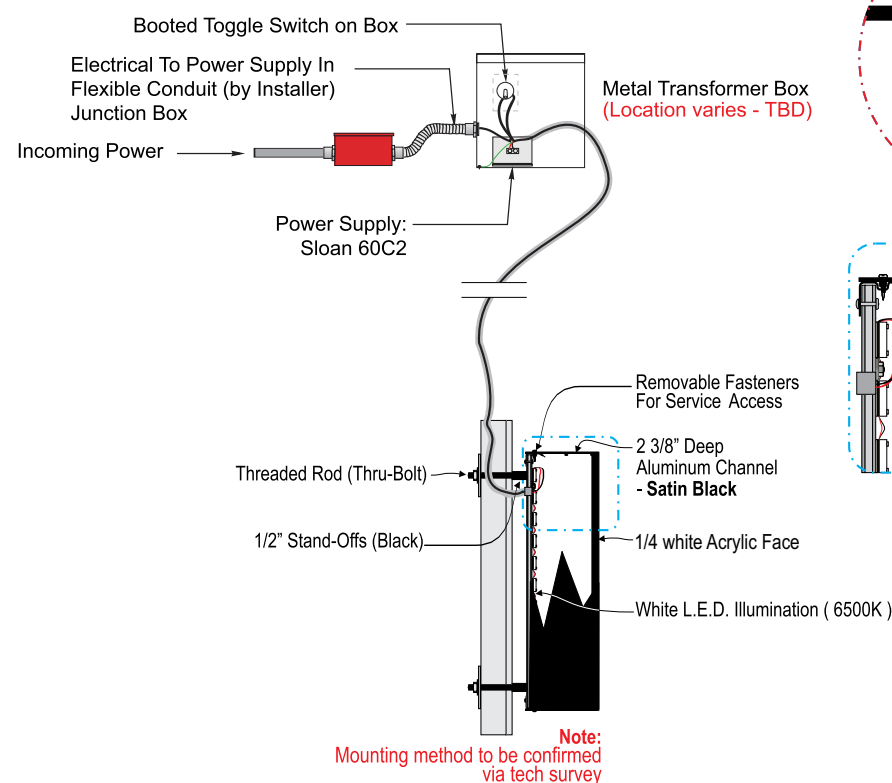 Booted Toggle Switch on Box
Electrical To Power Supply In
Flexible Conduit (by Installer)
Junction Box
Incoming Power
Metal Transformer Box
(Location varies - TBD)
Power Supply:
Sloan 60C2
Removable Fasteners
For Service Access
2 3/8" Deep
Aluminum Channel
- Satin Black
Threaded Rod (Thru-Bolt)
1/2" Stand-Offs (Black)
1/4 white Acrylic Face
White L.E.D. Illumination ( 6500K )
Note:
Mounting method to be confirmed
via tech survey